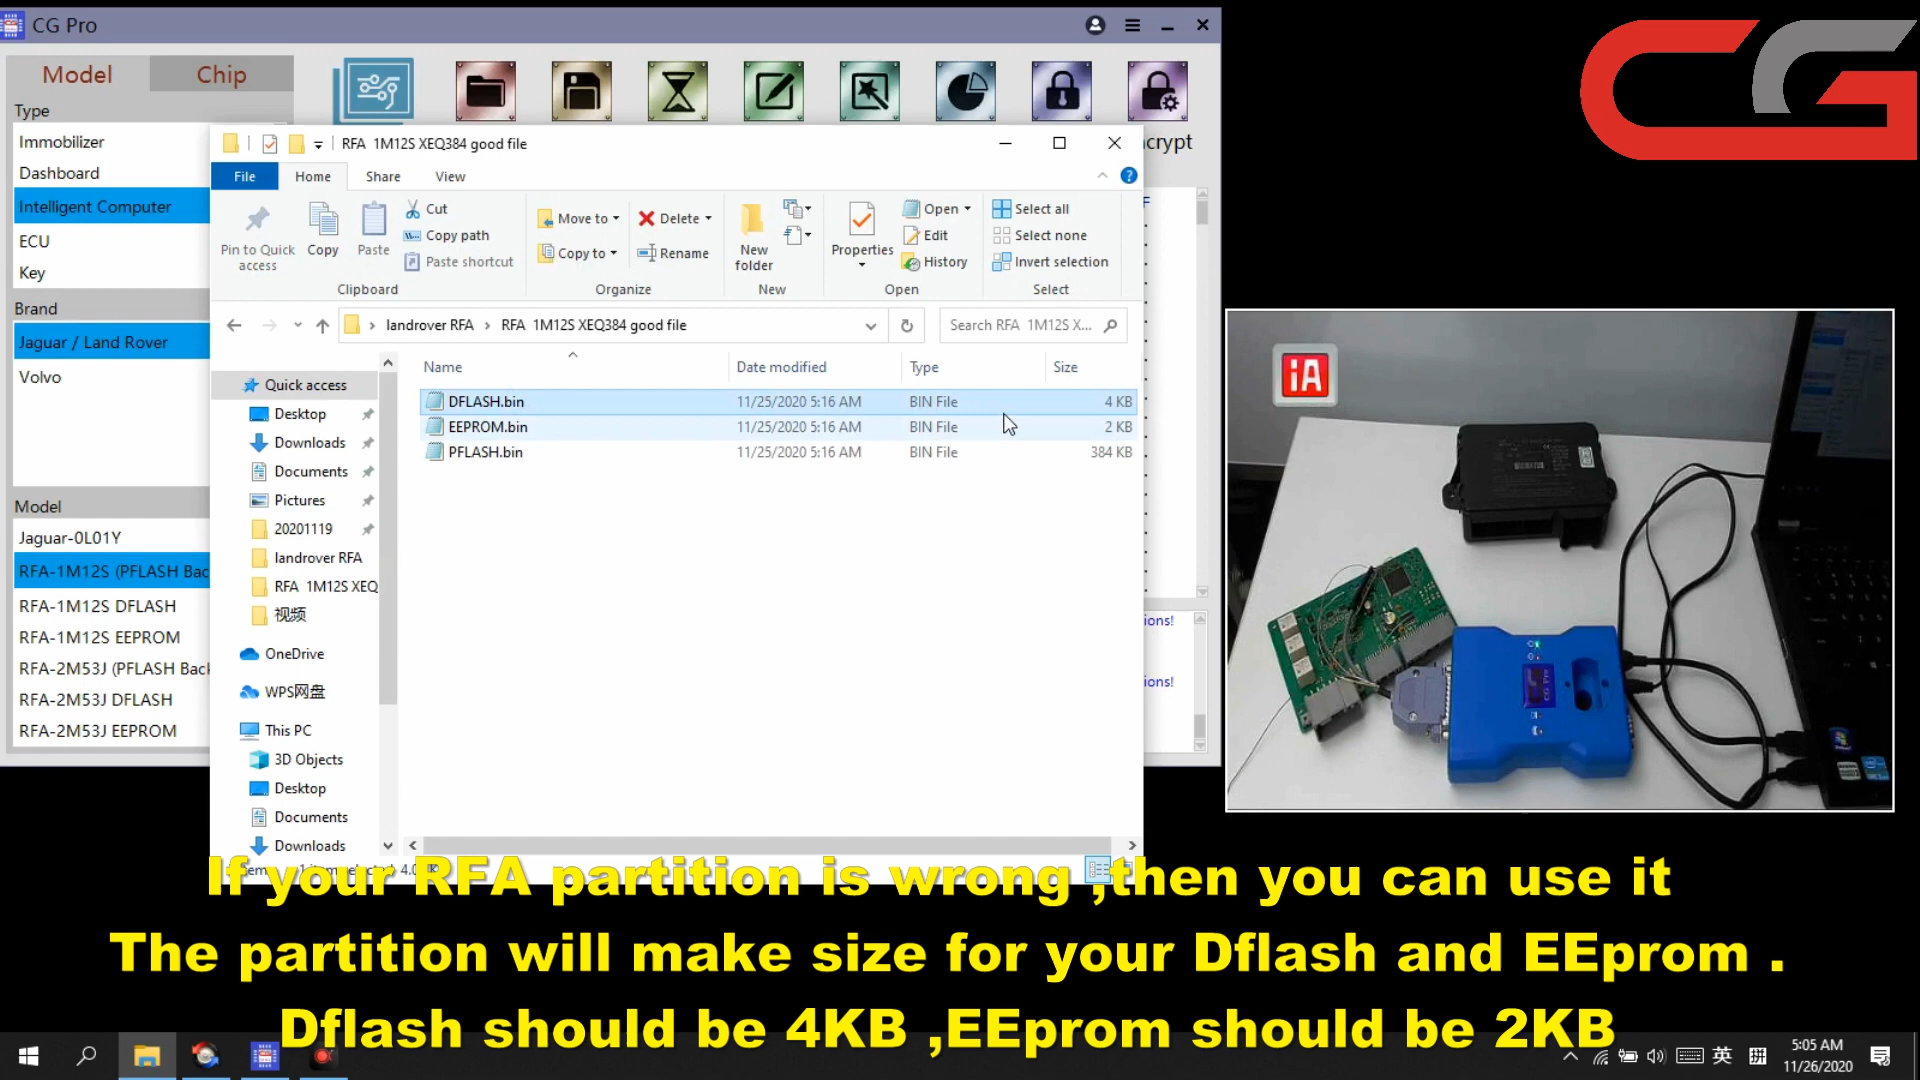 CG Pro
Model
Chip
CG
Type
Immobilizer
Dashboard
Intelligent Computer
ECU
Key
Brand
Jaguar / Land Rover
Volvo
Model
Jaguar-0L01Y
RFA-1M12S (PFLASH Bac
RFA-1M12S DFLASH
RFA-1M12S EEPROM
RFA-2M53J (PFLASH Back
RFA-2M53J DFLASH
RFA-2M53J EEPROM
crypt
F
ions!
ions!
RFA 1M12S XEQ384 good file
File
Home
Share
View
Pin to Quick access
Copy
Paste
Cut
Copy path
Paste shortcut
Clipboard
Move to
Copy to
Delete
Rename
Organize
New folder
New
Properties
Open
Edit
History
Open
Select all
Select none
Invert selection
Select
landrover RFA
RFA 1M12S XEQ384 good file
Search RFA 1M12S X...
Name
Date modified
Type
Size
DFLASH.bin 11/25/2020 5:16 AM BIN File 4 KB
EEPROM.bin 11/25/2020 5:16 AM BIN File 2 KB
PFLASH.bin 11/25/2020 5:16 AM BIN File 384 KB
Quick access
Desktop
Downloads
Documents
Pictures
20201119
landrover RFA
RFA 1M12S XEQ
视频
OneDrive
WPS网盘
This PC
3D Objects
Desktop
Documents
Downloads
iA
CG Pro
If your RFA partition is wrong ,then you can use it
The partition will make size for your Dflash and EEprom .
Dflash should be 4KB ,EEprom should be 2KB
英
拼
5:05 AM
11/26/2020